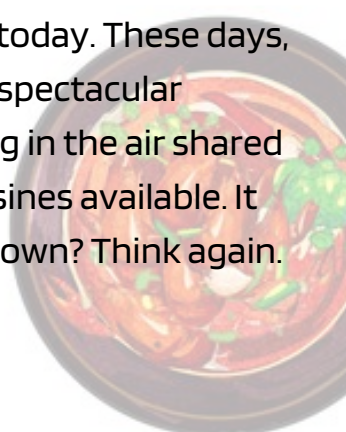 today. These days,
spectacular
g in the air shared
sines available. It
own? Think again.